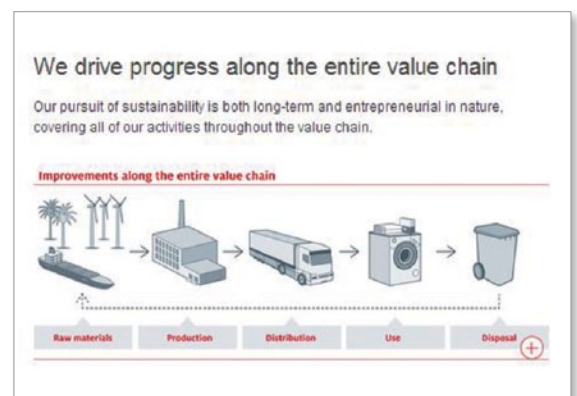 We drive progress along the entire value chain
Our pursuit of sustainability is both long-term and entrepreneurial in nature,
covering all of our activities throughout the value chain.
Improvements along the entire value chain
Raw materials
Production
Distribution
Use
Disposal